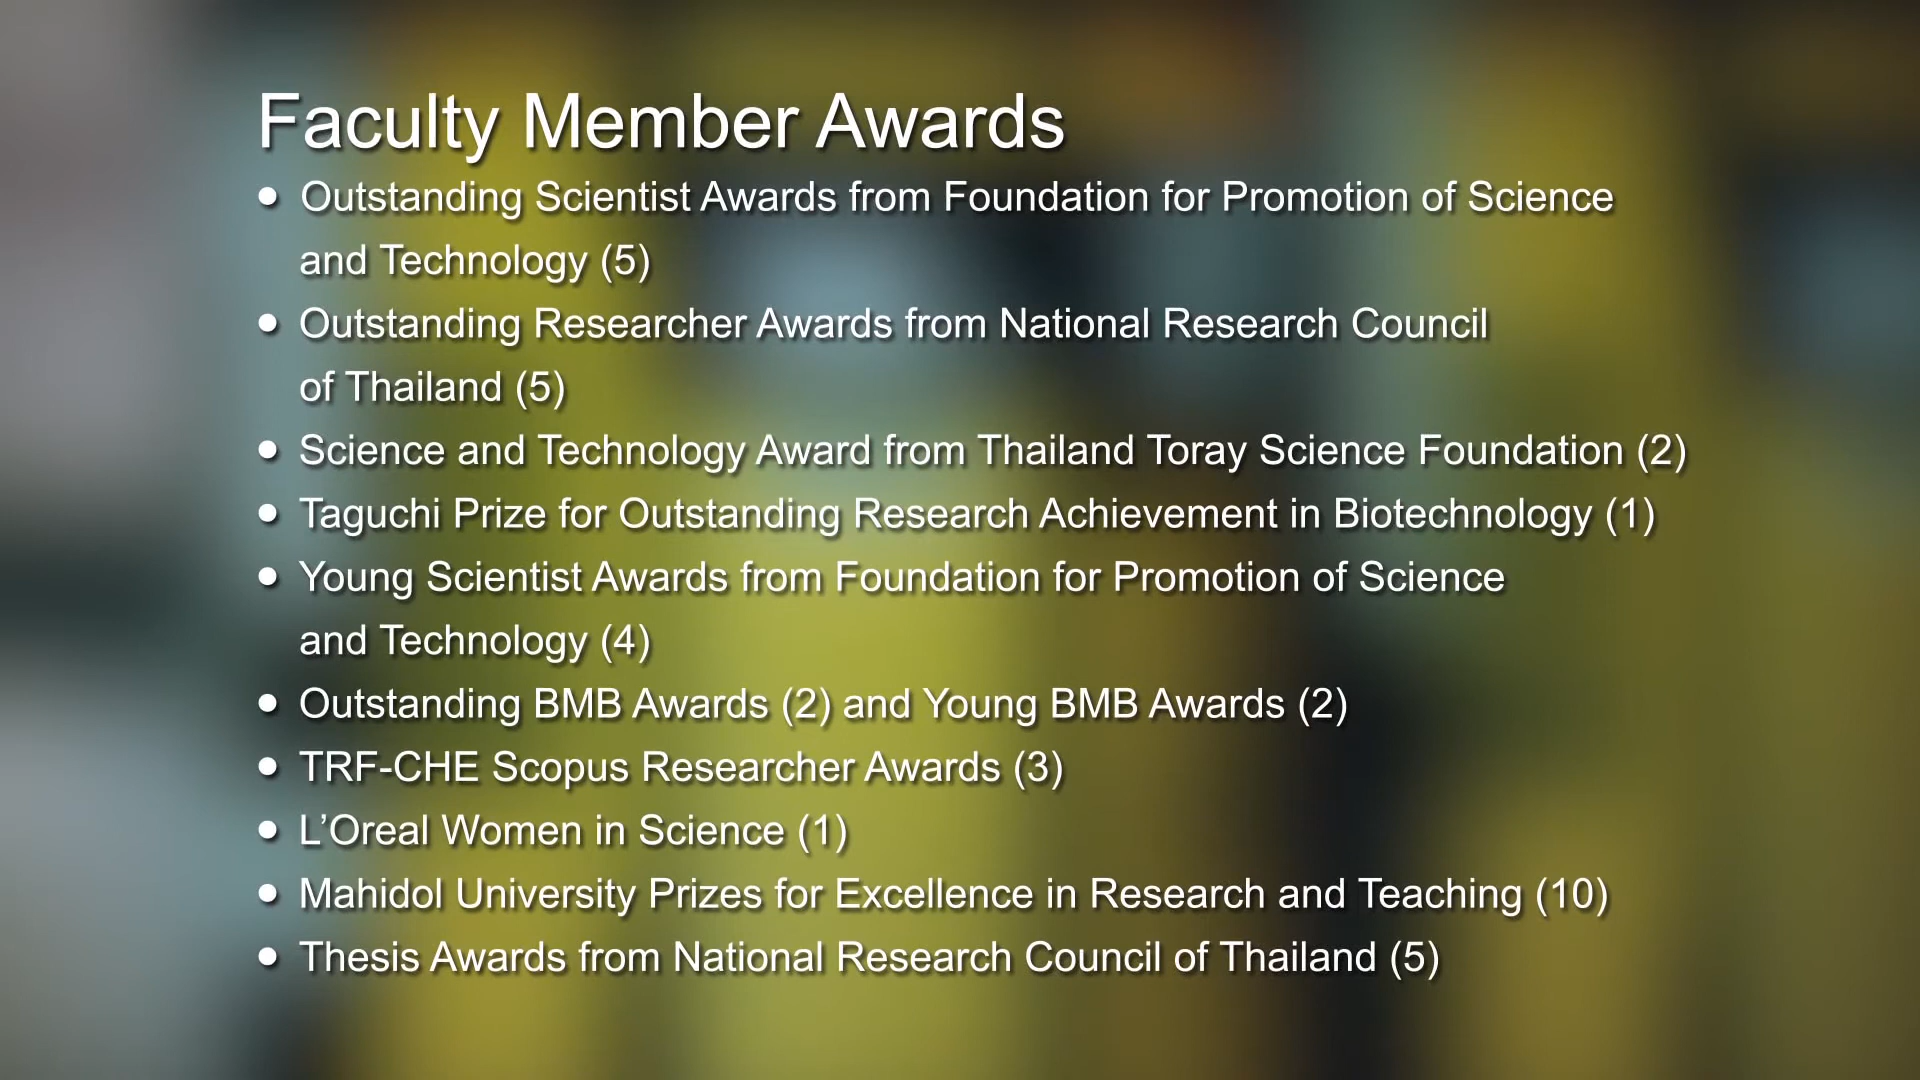 Faculty Member Awards
• Outstanding Scientist Awards from Foundation for Promotion of Science
and Technology (5)
• Outstanding Researcher Awards from National Research Council
of Thailand (5)
• Science and Technology Award from Thailand Toray Science Foundation (2)
• Taguchi Prize for Outstanding Research Achievement in Biotechnology (1)
• Young Scientist Awards from Foundation for Promotion of Science
and Technology (4)
• Outstanding BMB Awards (2) and Young BMB Awards (2)
• TRF-CHE Scopus Researcher Awards (3)
• L’Oreal Women in Science (1)
• Mahidol University Prizes for Excellence in Research and Teaching (10)
• Thesis Awards from National Research Council of Thailand (5)